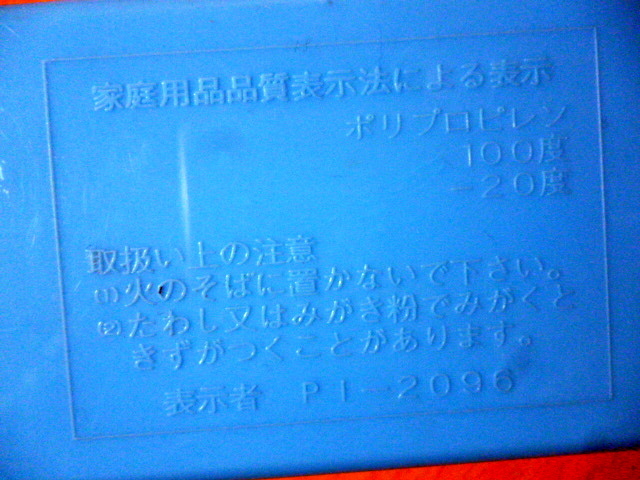 家庭用品品質表示法による表示
ポリプロピレン
100度
-20度
取扱い上の注意
(1)火のそばに置かないで下さい。
(2)たわし又はみがき粉でみがくと
きずがつくことがあります。
表示者 PI-2096